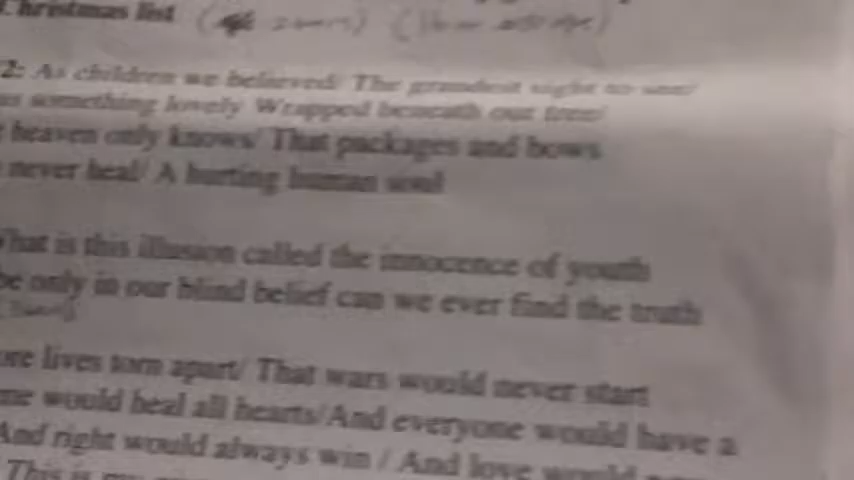 Christmas list
2: As children we believed/ The grandest sight to see/
something lovely Wrapped beneath our tree/
heaven only knows/ That packages and bows
never heal/ A hurting human soul
What is this illusion called the innocence of youth
only in our blind belief can we ever find the truth
lives torn apart/ That wars would never start
would heal all hearts/And everyone would have a
And right would always win / And love would
This is my